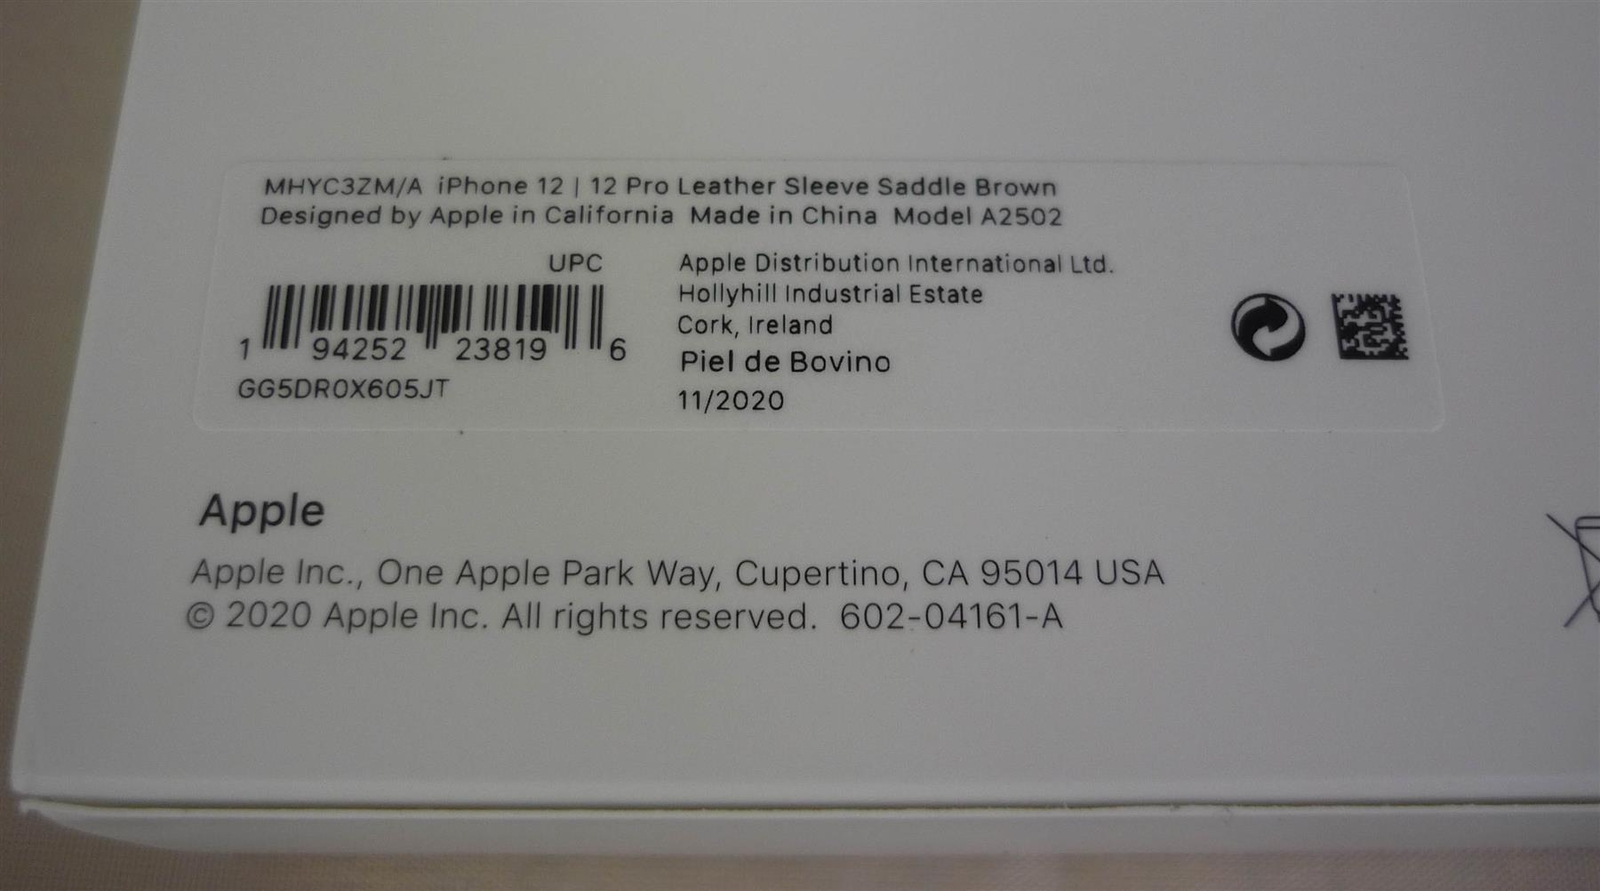 MHYC3ZM/A iPhone 12 | 12 Pro Leather Sleeve Saddle Brown
Designed by Apple in California Made in China Model A2502
UPC
1 94252 23819 6
GG5DR0X605JT
Apple Distribution International Ltd.
Hollyhill Industrial Estate
Cork, Ireland
Piel de Bovino
11/2020
Apple
Apple Inc., One Apple Park Way, Cupertino, CA 95014 USA
© 2020 Apple Inc. All rights reserved. 602-04161-A